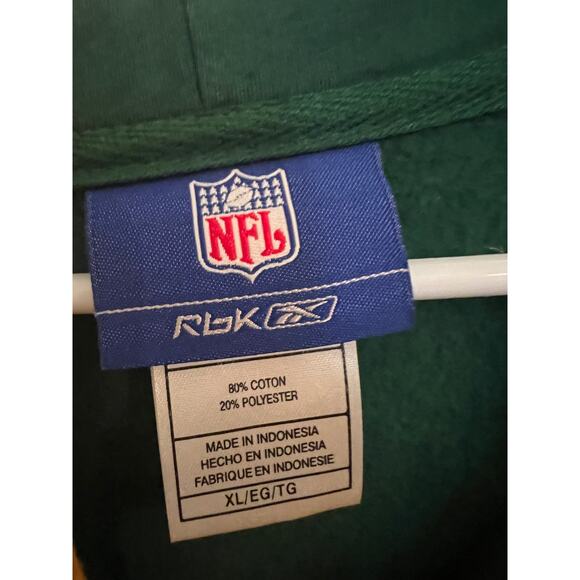 NFL
RbK
80% COTON
20% POLYESTER
MADE IN INDONESIA
HECHO EN INDONESIA
FABRIQUE EN INDONESIE
XL/EG/TG